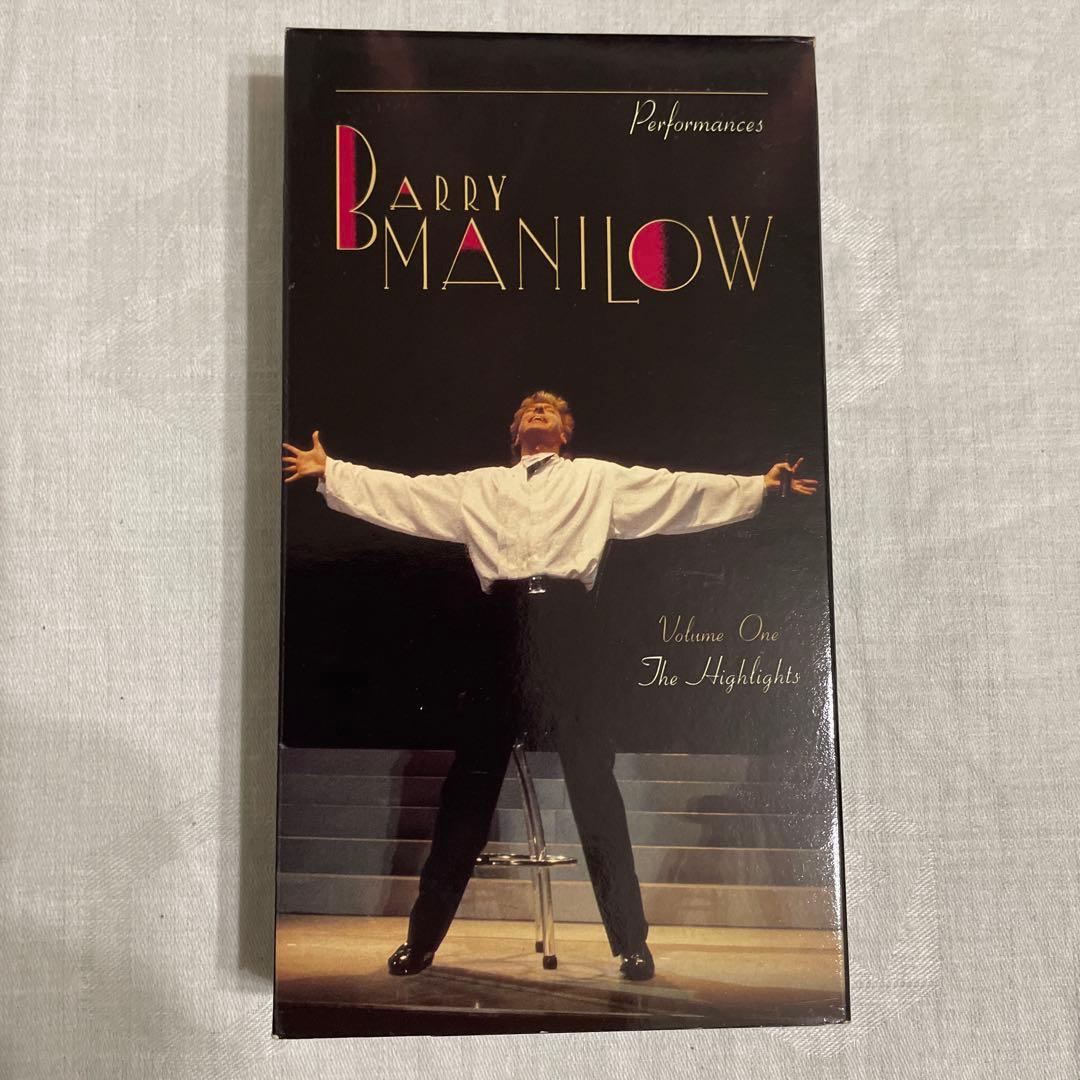 Performances
BARRY
MANILOW
Volume One
The Highlights